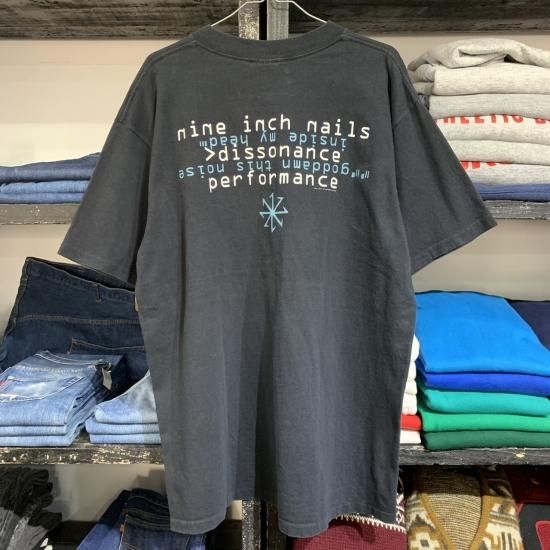 nine inch nails
inside my head"
>dissonance
""goddamn this noise
performance